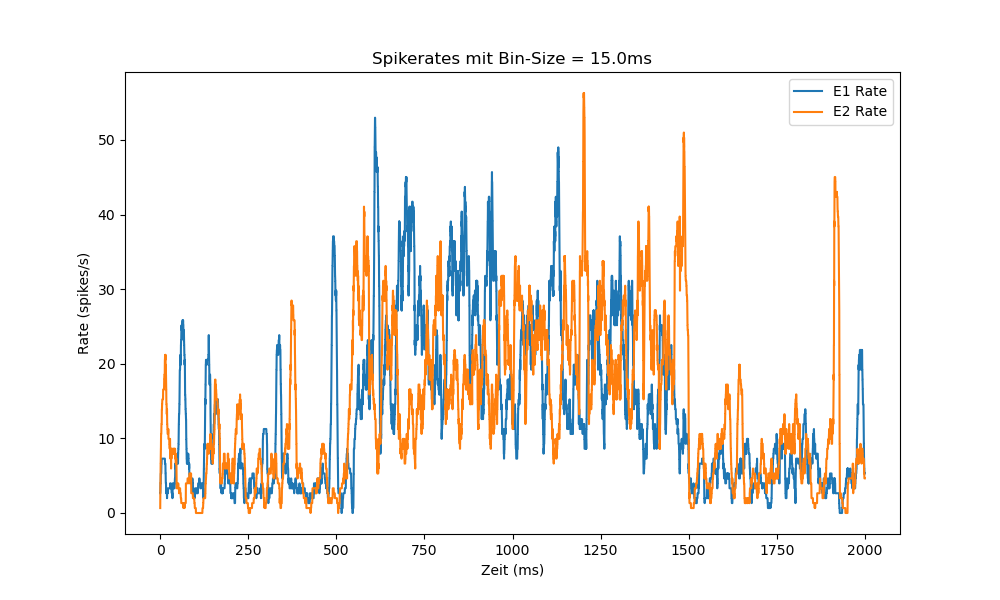 Spikerates mit Bin-Size = 15.0ms
E1 Rate
E2 Rate
Rate (spikes/s)
50
40
30
20
10
0
0 250 500 750 1000 1250 1500 1750 2000
Zeit (ms)